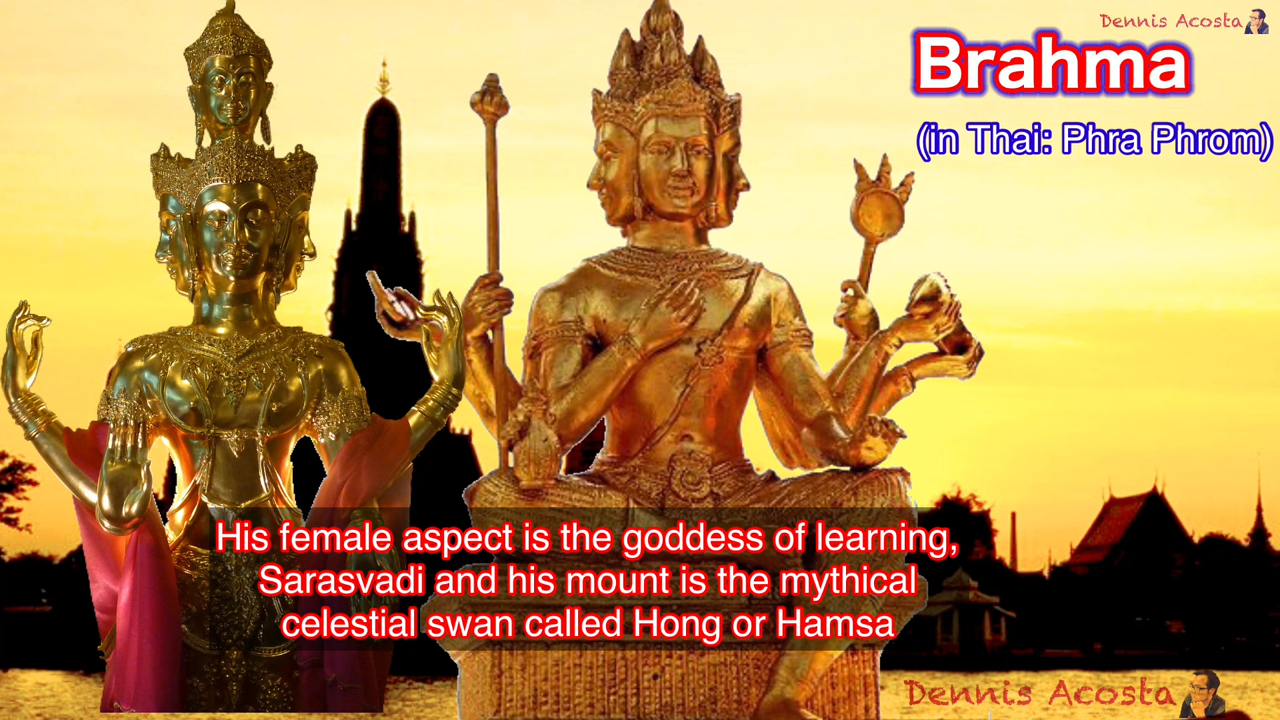 Dennis Acosta
Brahma
(in Thai: Phra Phrom)
His female aspect is the goddess of learning,
Sarasvadi and his mount is the mythical
celestial swan called Hong or Hamsa
Dennis Acosta